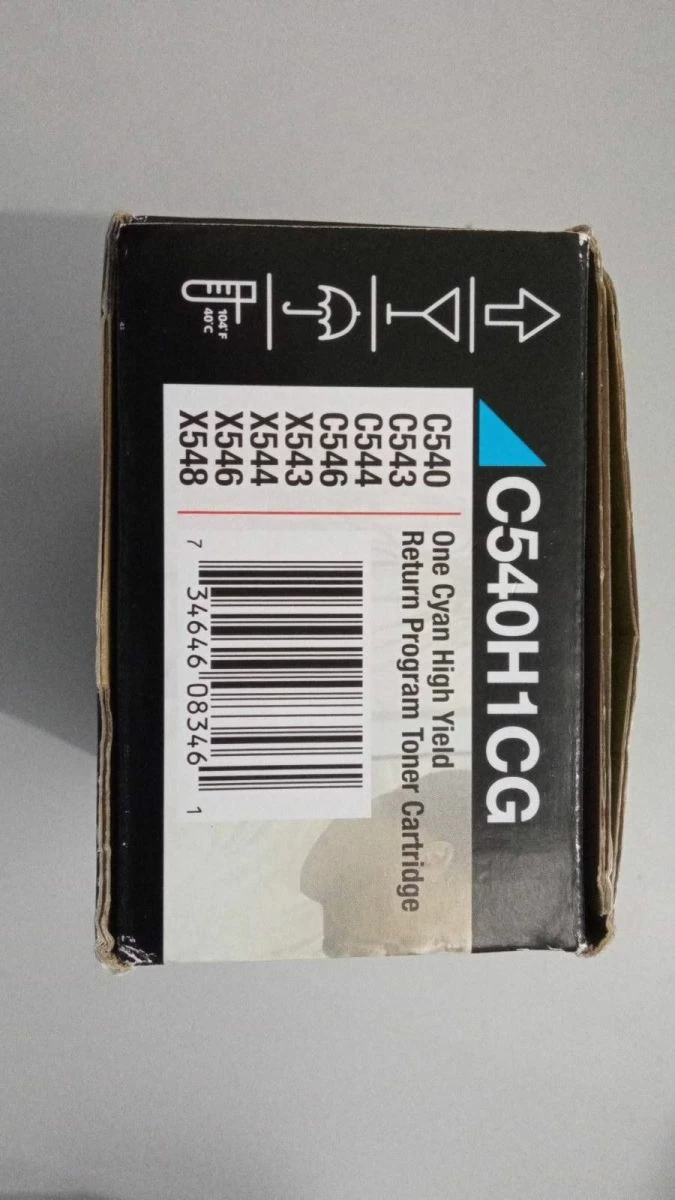 104°F
40°C
C540H1CG
C540
C543
C544
C546
X543
X544
X546
X548
One Cyan High Yield
Return Program Toner Cartridge
7 34646 08346 1